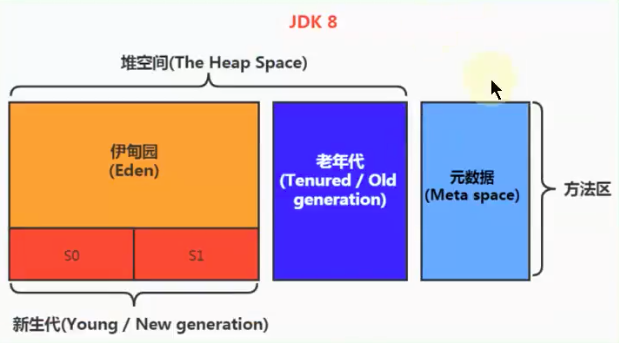 JDK 8
堆空间(The Heap Space)
伊甸园
(Eden)
老年代
(Tenured / Old
generation)
元数据
(Meta space)
方法区
S0
S1
新生代(Young / New generation)